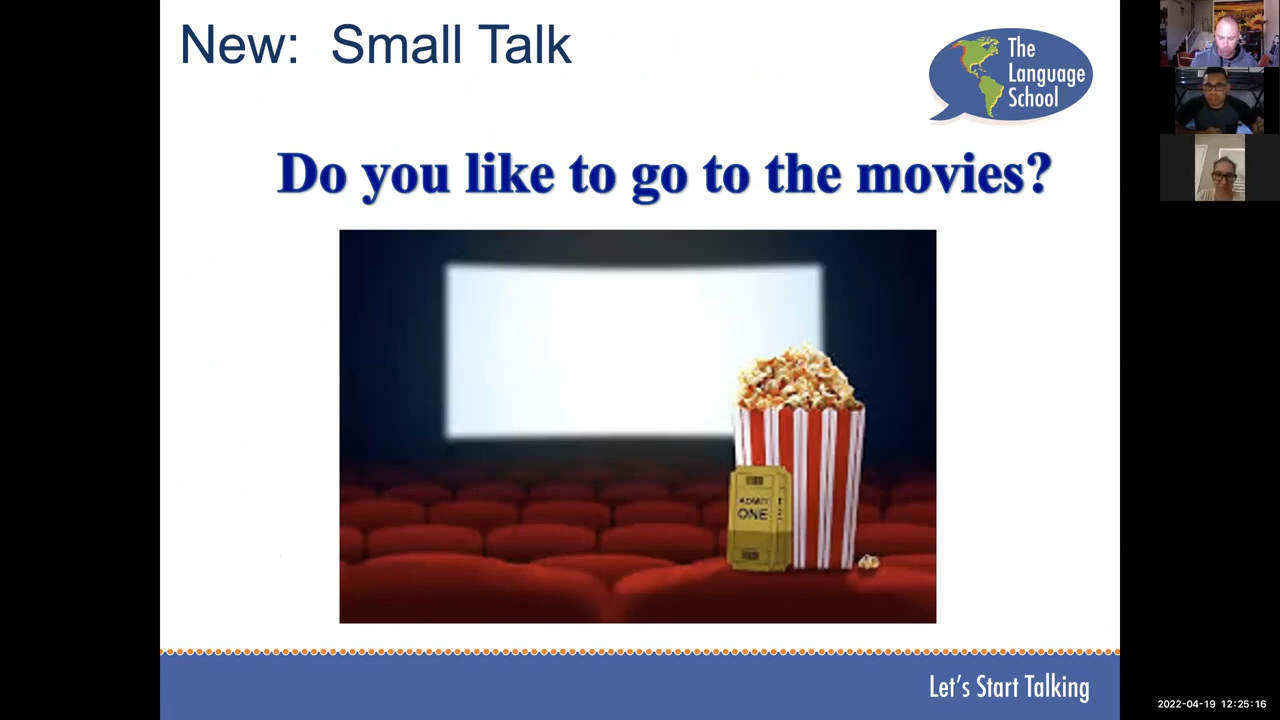 New: Small Talk
The
Language
School
Do you like to go to the movies?
ADMIT
ONE
Let's Start Talking
2022-04-19 12:25:16